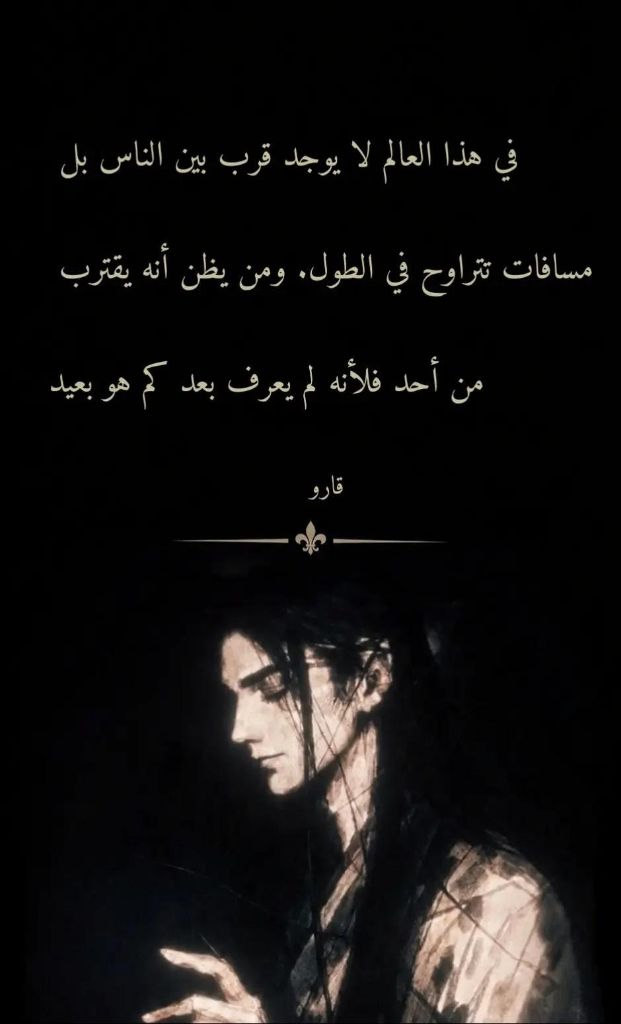 في هذا العالم لا يوجد قرب بين الناس بل
مسافات تتراوح في الطول. ومن يظن أنه يقترب
من أحد فلأنه لم يعرف بعد كم هو بعيد
قارو